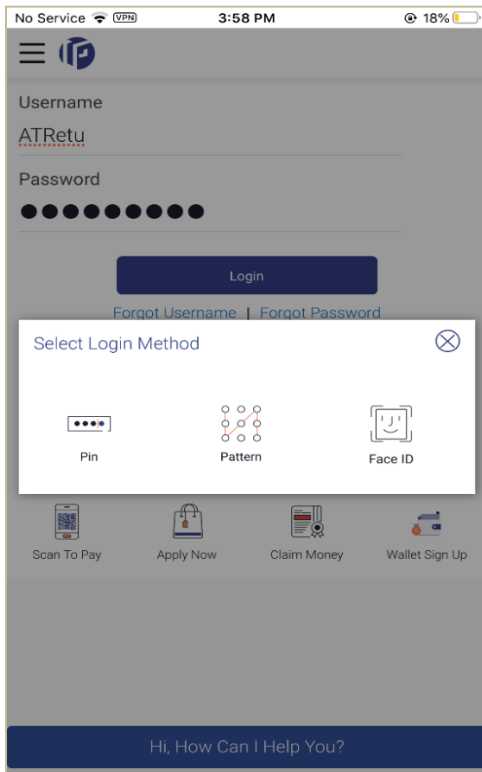 No Service VPN 3:58 PM 18%
Username
ATRetu
Password
Login
Forgot Username | Forgot Password
Select Login Method
Pin Pattern Face ID
Scan To Pay Apply Now Claim Money Wallet Sign Up
Hi, How Can I Help You?